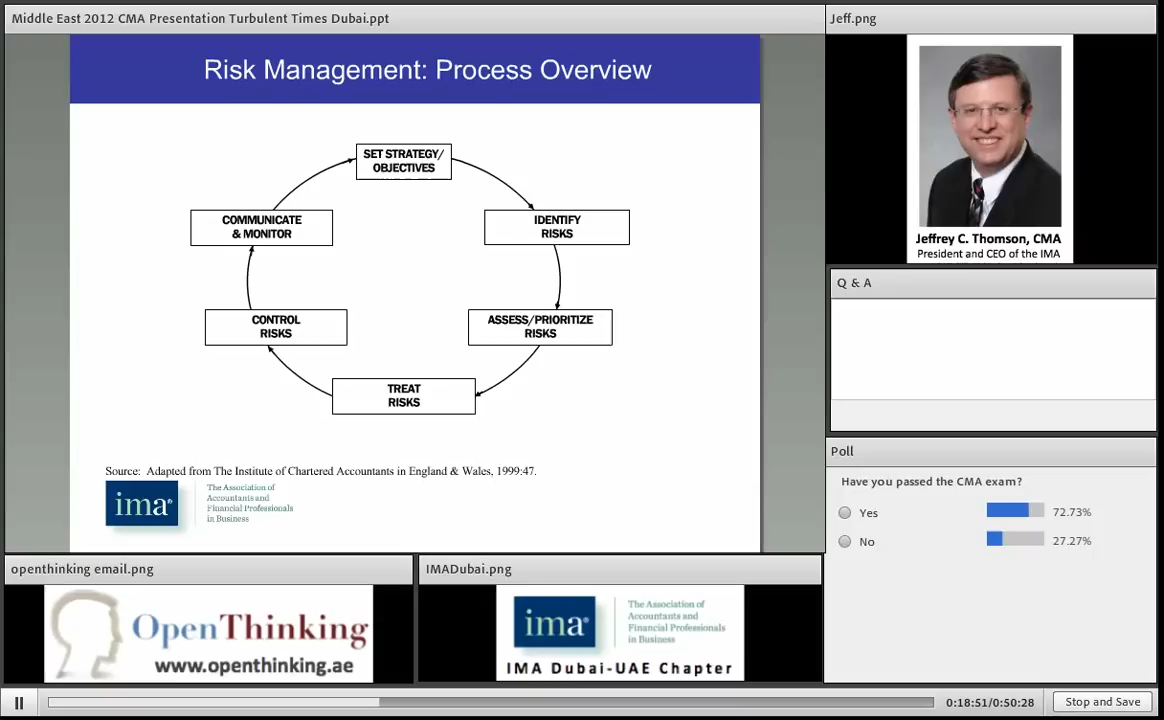 Middle East 2012 CMA Presentation Turbulent Times Dubai.ppt
Risk Management: Process Overview
SET STRATEGY/
OBJECTIVES
IDENTIFY
RISKS
ASSESS/PRIORITIZE
RISKS
TREAT
RISKS
CONTROL
RISKS
COMMUNICATE
& MONITOR
Source: Adapted from The Institute of Chartered Accountants in England & Wales, 1999:47.
ima®
The Association of
Accountants and
Financial Professionals
in Business
Jeff.png
Jeffrey C. Thomson, CMA
President and CEO of the IMA
Q & A
Poll
Have you passed the CMA exam?
Yes 72.73%
No 27.27%
openthinking email.png
OpenThinking
www.openthinking.ae
IMADubai.png
ima®
The Association of
Accountants and
Financial Professionals
in Business
IMA Dubai-UAE Chapter
0:18:51/0:50:28
Stop and Save